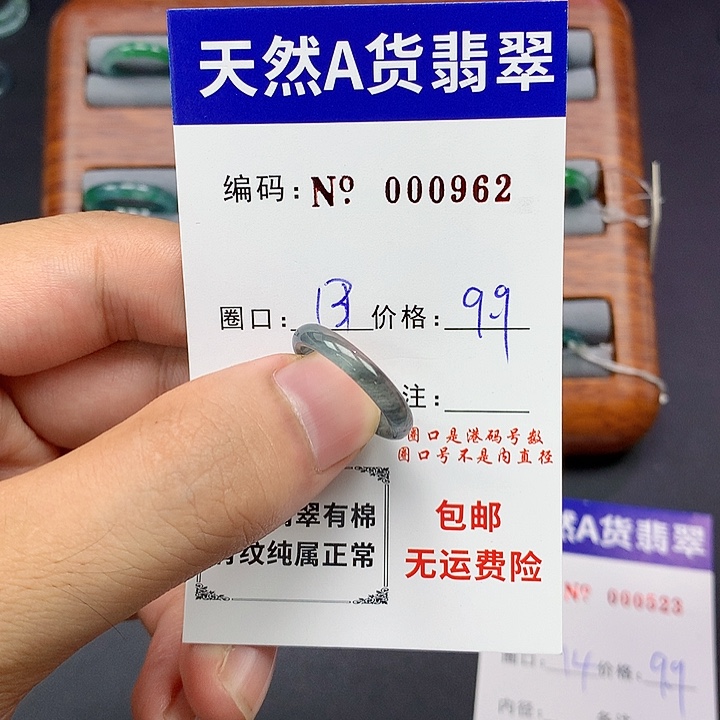 天然A货翡翠
编码: Nº 000962
圈口: 13 价格: 99
注:
圈口是港码号数
圈口号不是内直径
翠有棉
纹纯属正常
包邮
无运费险
然A货翡翠
Nº 000523
圈口: 14 价格: 99
内径: